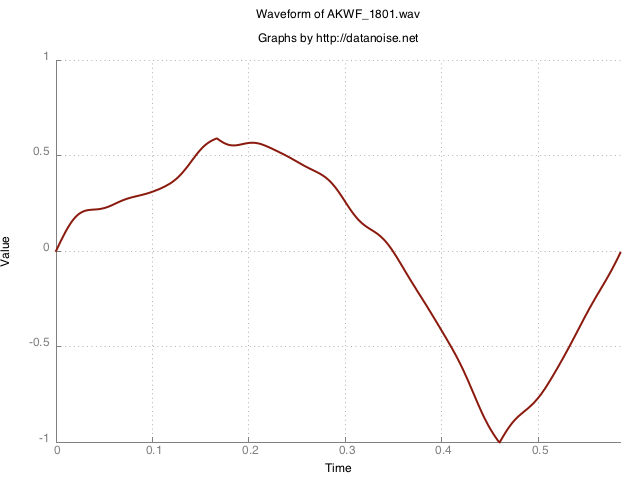 Waveform of AKWF_1801.wav
Graphs by http://datanoise.net
1
0.5
0
-0.5
-1
Value
0 0.1 0.2 0.3 0.4 0.5
Time